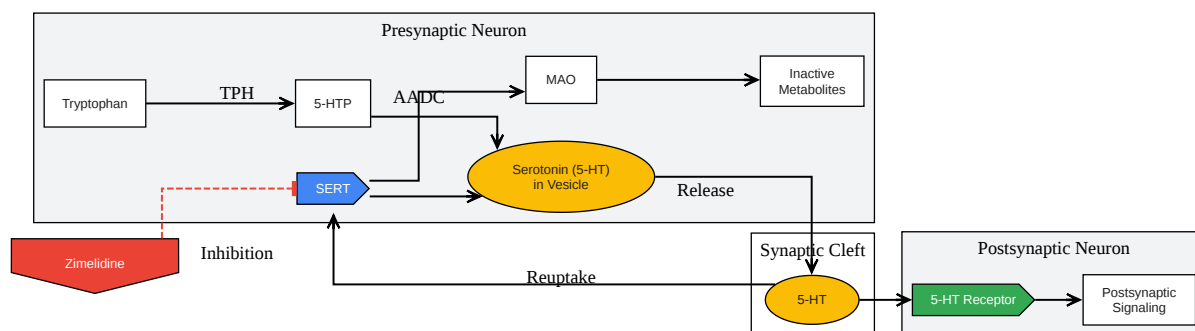 Presynaptic Neuron
Tryptophan
TPH
5-HTP
AADC
MAO
Inactive
Metabolites
SERT
Serotonin (5-HT)
in Vesicle
Release
Zimelidine
Inhibition
Reuptake
Synaptic Cleft
5-HT
Postsynaptic Neuron
5-HT Receptor
Postsynaptic
Signaling